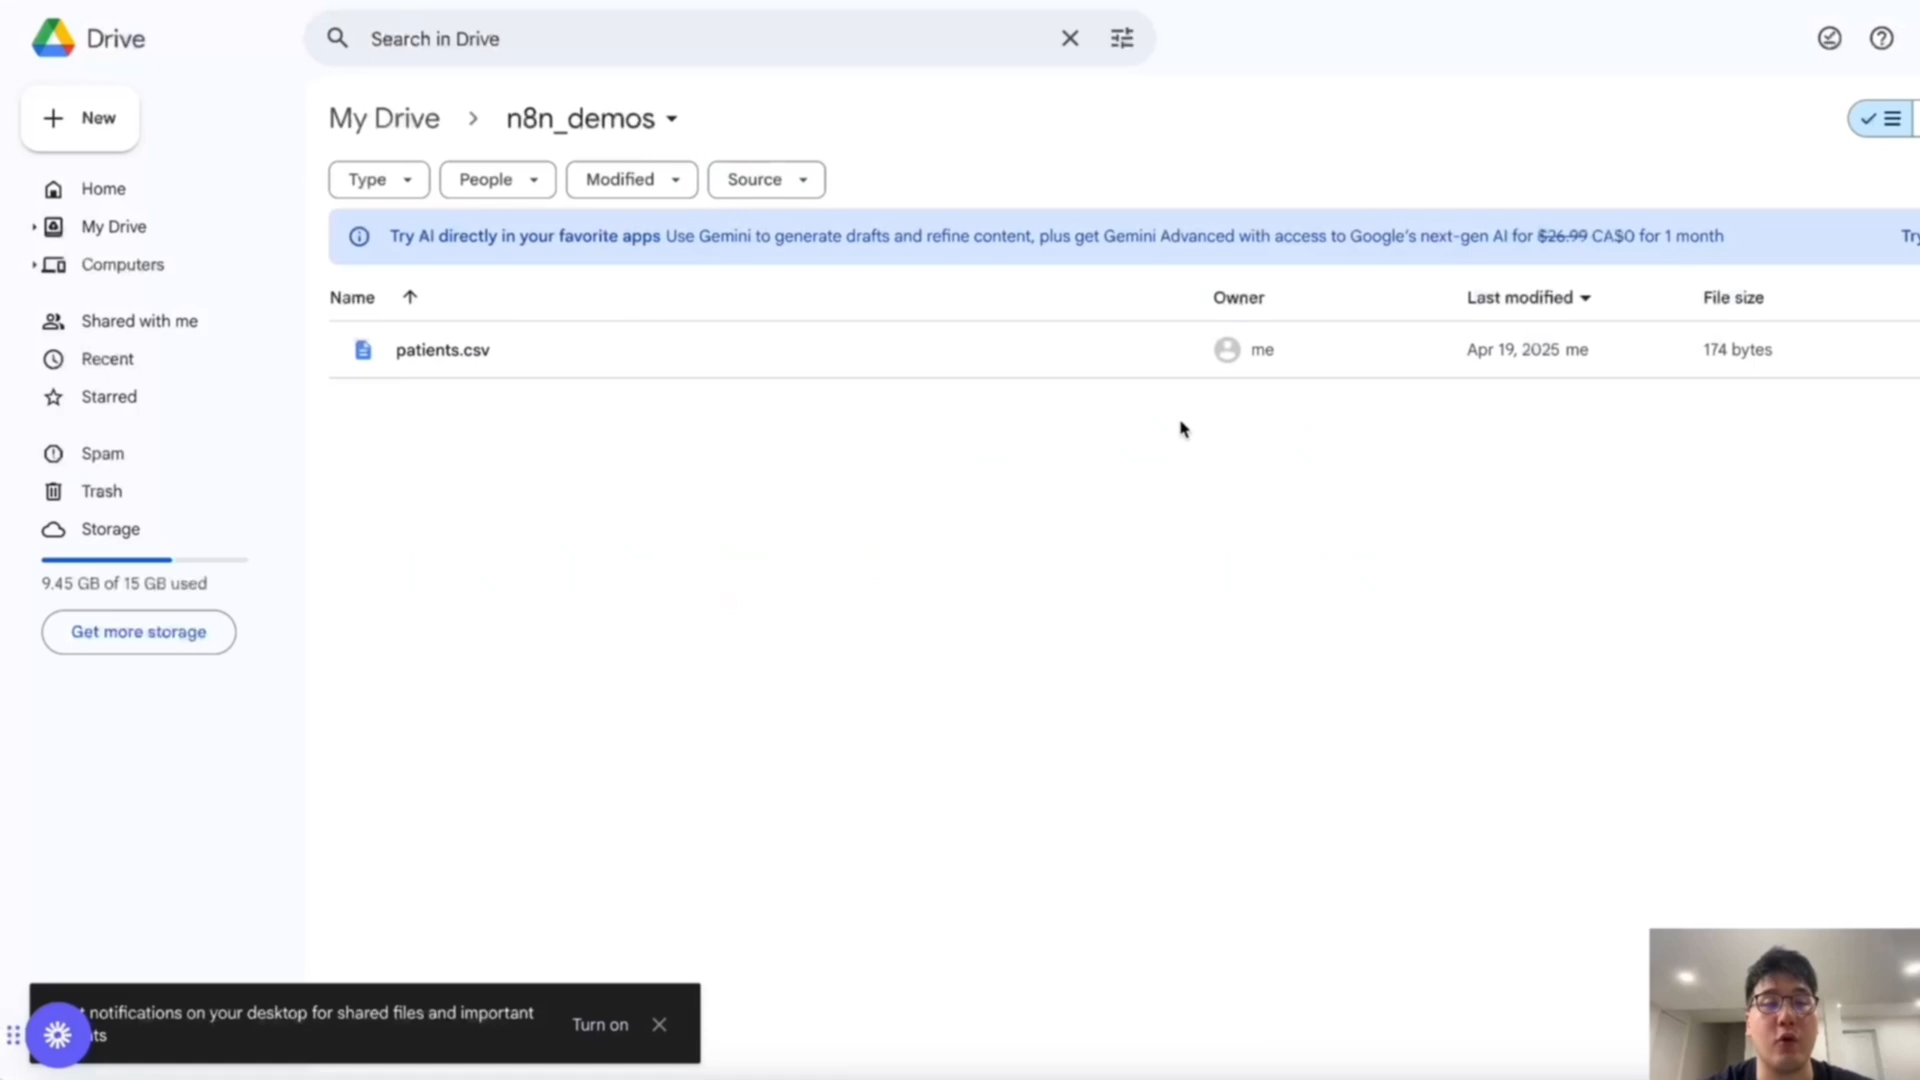 Drive
Search in Drive
New
My Drive
n8n_demos
Type
People
Modified
Source
Home
My Drive
Computers
Try AI directly in your favorite apps Use Gemini to generate drafts and refine content, plus get Gemini Advanced with access to Google's next-gen AI for $26.99 CA$0 for 1 month
Name
Owner
Last modified
File size
Shared with me
patients.csv
me
Apr 19, 2025 me
174 bytes
Recent
Starred
Spam
Trash
Storage
9.45 GB of 15 GB used
Get more storage
notifications on your desktop for shared files and important
Turn on